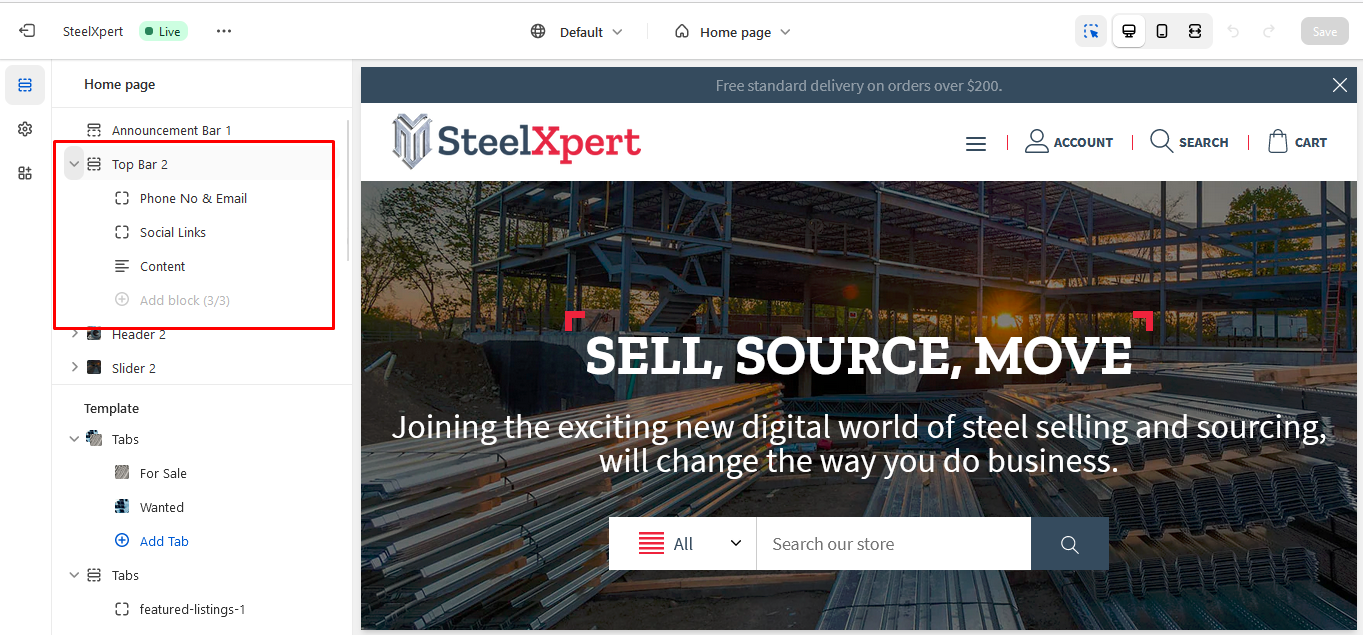 SteelXpert
Live
Default
Home page
Save
Home page
Announcement Bar 1
Top Bar 2
Phone No & Email
Social Links
Content
Add block (3/3)
Header 2
Slider 2
Template
Tabs
For Sale
Wanted
Add Tab
Tabs
featured-listings-1
Free standard delivery on orders over $200.
SteelXpert
ACCOUNT
SEARCH
CART
SELL, SOURCE, MOVE
Joining the exciting new digital world of steel selling and sourcing,
will change the way you do business.
All
Search our store